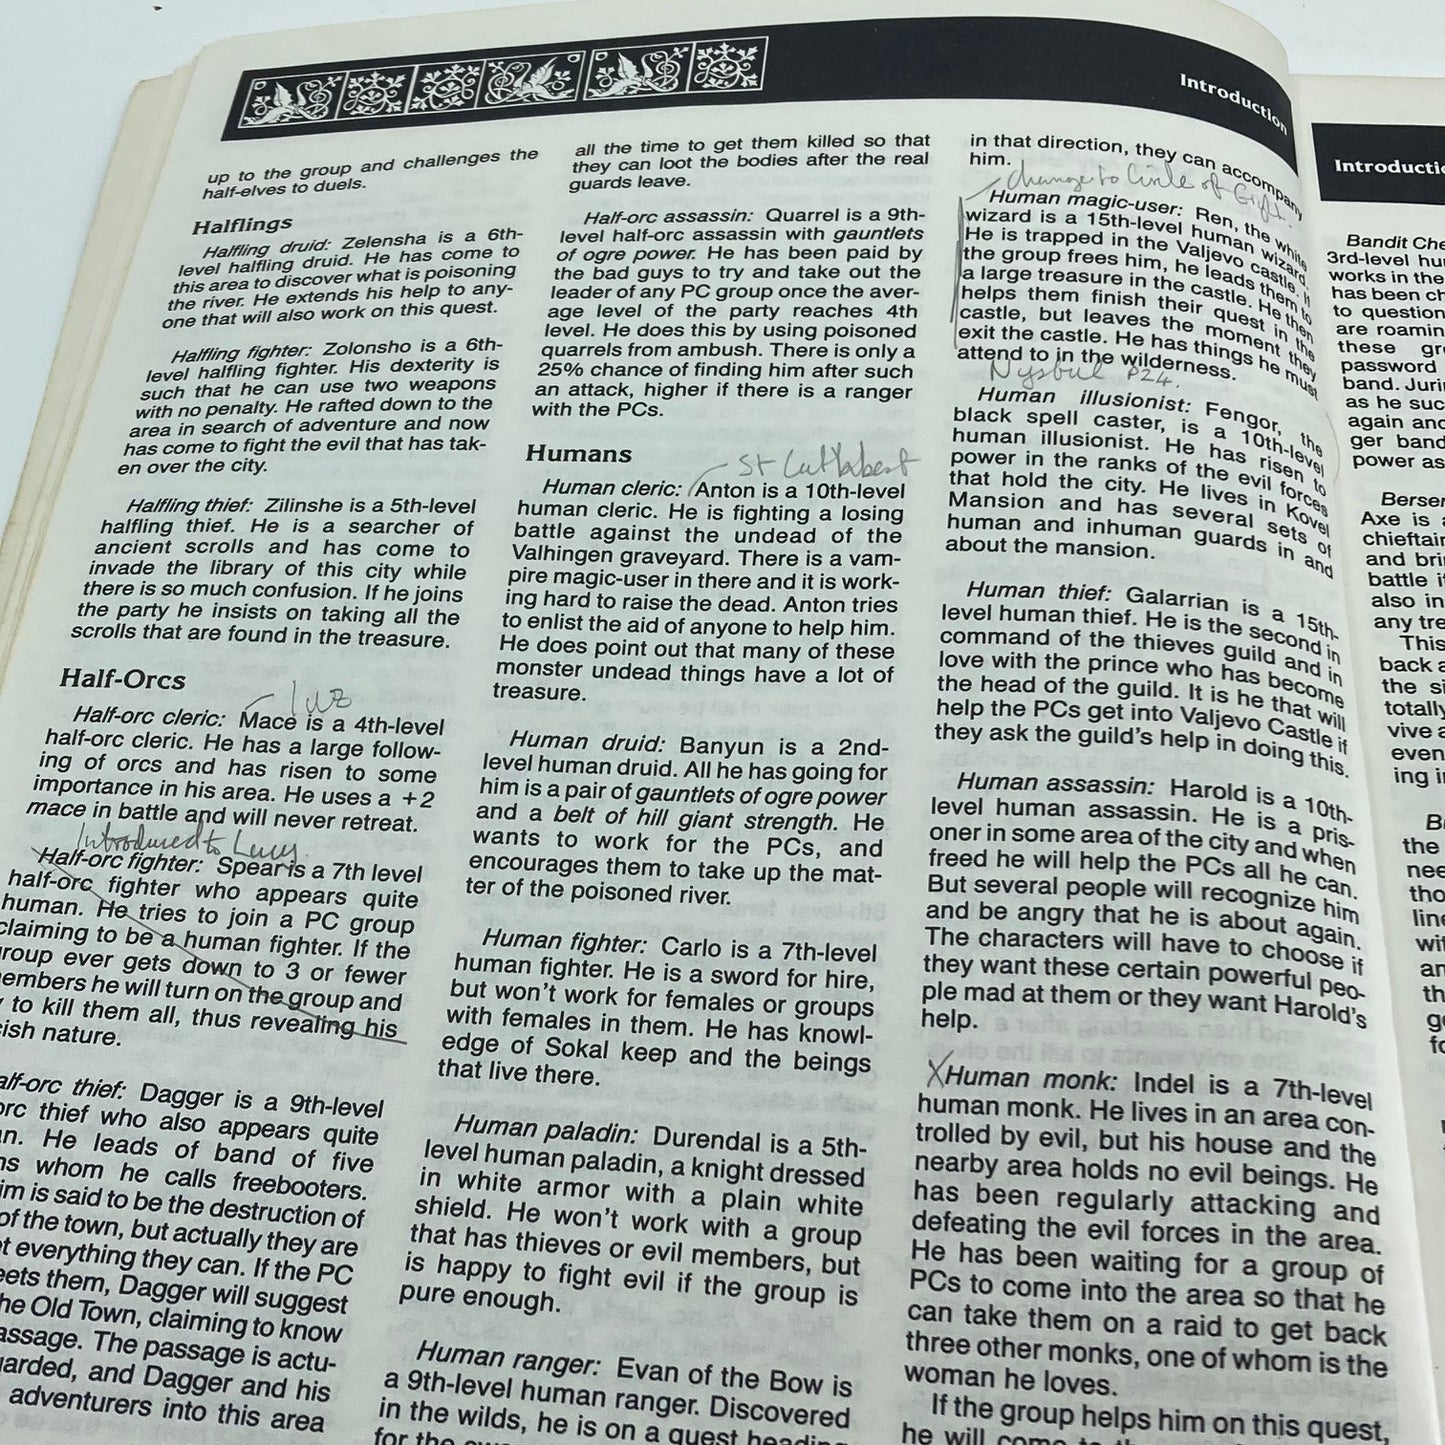 Introduction
up to the group and challenges the
half-elves to duels.
Halflings
Halfling druid: Zelensha is a 6th-
level halfling druid. He has come to
this area to discover what is poisoning
the river. He extends his help to any-
one that will also work on this quest.
Halfling fighter: Zolonsho is a 6th-
level halfling fighter. His dexterity is
such that he can use two weapons
with no penalty. He rafted down to the
area in search of adventure and now
has come to fight the evil that has tak-
en over the city.
Halfling thief: Zilinshe is a 5th-level
halfling thief. He is a searcher of
ancient scrolls and has come to
invade the library of this city while
there is so much confusion. If he joins
the party he insists on taking all the
scrolls that are found in the treasure.
Half-Orcs
Half-orc cleric: Mace is a 4th-level
half-orc cleric. He has a large follow-
ing of orcs and has risen to some
importance in his area. He uses a +2
mace in battle and will never retreat.
Introduced to
Half-orc fighter: Spear is a 7th level
half-orc fighter who appears quite
human. He tries to join a PC group
claiming to be a human fighter. If the
group ever gets down to 3 or fewer
members he will turn on the group and
to kill them all, thus revealing his
ish nature.
Half-orc thief: Dagger is a 9th-level
orc thief who also appears quite
He leads of band of five
whom he calls freebooters.
is said to be the destruction of
of the town, but actually they are
everything they can. If the PC
them, Dagger will suggest
the Old Town, claiming to know
passage. The passage is actu-
guarded, and Dagger and his
adventurers into this area
all the time to get them killed so that
they can loot the bodies after the real
guards leave.
Half-orc assassin: Quarrel is a 9th-
level half-orc assassin with gauntlets
of ogre power. He has been paid by
the bad guys to try and take out the
leader of any PC group once the aver-
age level of the party reaches 4th
level. He does this by using poisoned
quarrels from ambush. There is only a
25% chance of finding him after such
an attack, higher if there is a ranger
with the PCs.
Humans
St Cuthbert
Human cleric: Anton is a 10th-level
human cleric. He is fighting a losing
battle against the undead of the
Valhingen graveyard. There is a vam-
pire magic-user in there and it is work-
ing hard to raise the dead. Anton tries
to enlist the aid of anyone to help him.
He does point out that many of these
monster undead things have a lot of
treasure.
Human druid: Banyun is a 2nd-
level human druid. All he has going for
him is a pair of gauntlets of ogre power
and a belt of hill giant strength. He
wants to work for the PCs, and
encourages them to take up the mat-
ter of the poisoned river.
Human fighter: Carlo is a 7th-level
human fighter. He is a sword for hire,
but won't work for females or groups
with females in them. He has knowl-
edge of Sokal keep and the beings
that live there.
Human paladin: Durendal is a 5th-
level human paladin, a knight dressed
in white armor with a plain white
shield. He won't work with a group
that has thieves or evil members, but
is happy to fight evil if the group is
pure enough.
Human ranger: Evan of the Bow is
a 9th-level human ranger. Discovered
in the wilds, he is on a quest heading
for the
in that direction, they can accompany
him.
change to Circle of
Human magic-user: Ren, the white
wizard is a 15th-level human wizard.
He is trapped in the Valjevo castle. If
the group frees him, he leads them to
a large treasure in the castle. He then
helps them finish their quest in the
castle, but leaves the moment they
exit the castle. He has things he must
attend to in the wilderness.
Nysbul P24.
Human illusionist: Fengor, the
black spell caster, is a 10th-level
human illusionist. He has risen to
power in the ranks of the evil forces
that hold the city. He lives in Kovel
Mansion and has several sets of
human and inhuman guards in and
about the mansion.
Human thief: Galarrian is a 15th-
level human thief. He is the second in
command of the thieves guild and in
love with the prince who has become
the head of the guild. It is he that will
help the PCs get into Valjevo Castle if
they ask the guild's help in doing this.
Human assassin: Harold is a 10th-
level human assassin. He is a pris-
oner in some area of the city and when
freed he will help the PCs all he can.
But several people will recognize him
and be angry that he is about again.
The characters will have to choose if
they want these certain powerful peo-
ple mad at them or they want Harold's
help.
X Human monk: Indel is a 7th-level
human monk. He lives in an area con-
trolled by evil, but his house and the
nearby area holds no evil beings. He
has been regularly attacking and
defeating the evil forces in the area.
He has been waiting for a group of
PCs to come into the area so that he
can take them on a raid to get back
three other monks, one of whom is the
woman he loves.
If the group helps him on this quest,
he will come
Introductio
Bandit Che
3rd-level hu
works in the
has been ch
to question
are roamin
these gr
password
band. Juri
as he suc
again and
ger band
power as
Berser
Axe is
chieftain
and bri
battle i
also in
any tre
This
back a
the si
totally
vive a
even
ing i
B
the
nee
tho
line
wit
an
th
g
fo